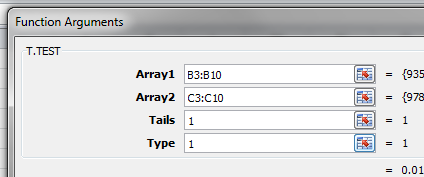 Function Arguments
T.TEST
Array1 B3:B10 = {935
Array2 C3:C10 = {978
Tails 1 = 1
Type 1 = 1
= 0.01